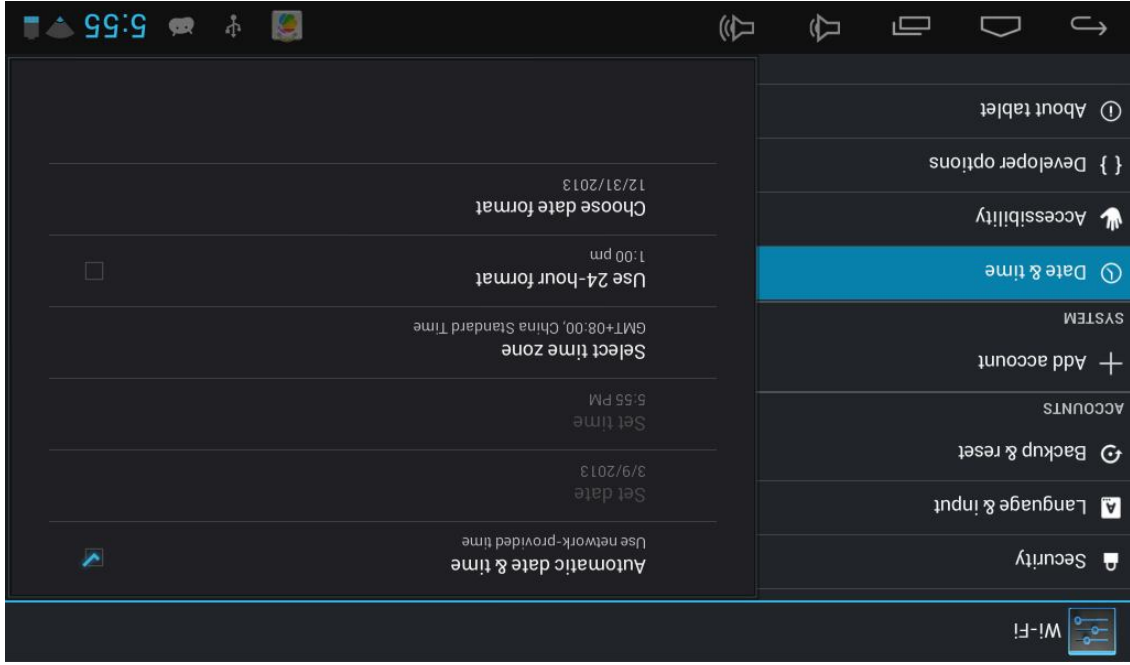 Wi-Fi
Security
Language & input
Backup & reset
ACCOUNTS
Add account
SYSTEM
Date & time
Accessibility
{ } Developer options
About tablet
Automatic date & time
Use network-provided time
Set date
3/9/2013
Set time
5:55 PM
Select time zone
GMT+08:00, China Standard Time
Use 24-hour format
1:00 pm
Choose date format
12/31/2013
5:55